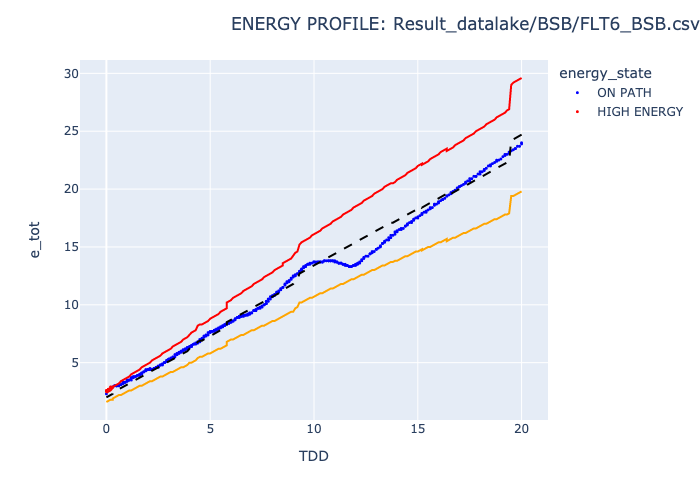 ENERGY PROFILE: Result_datalake/BSB/FLT6_BSB.csv
energy_state
ON PATH
HIGH ENERGY
30
25
20
15
10
5
e_tot
0
5
10
15
20
TDD